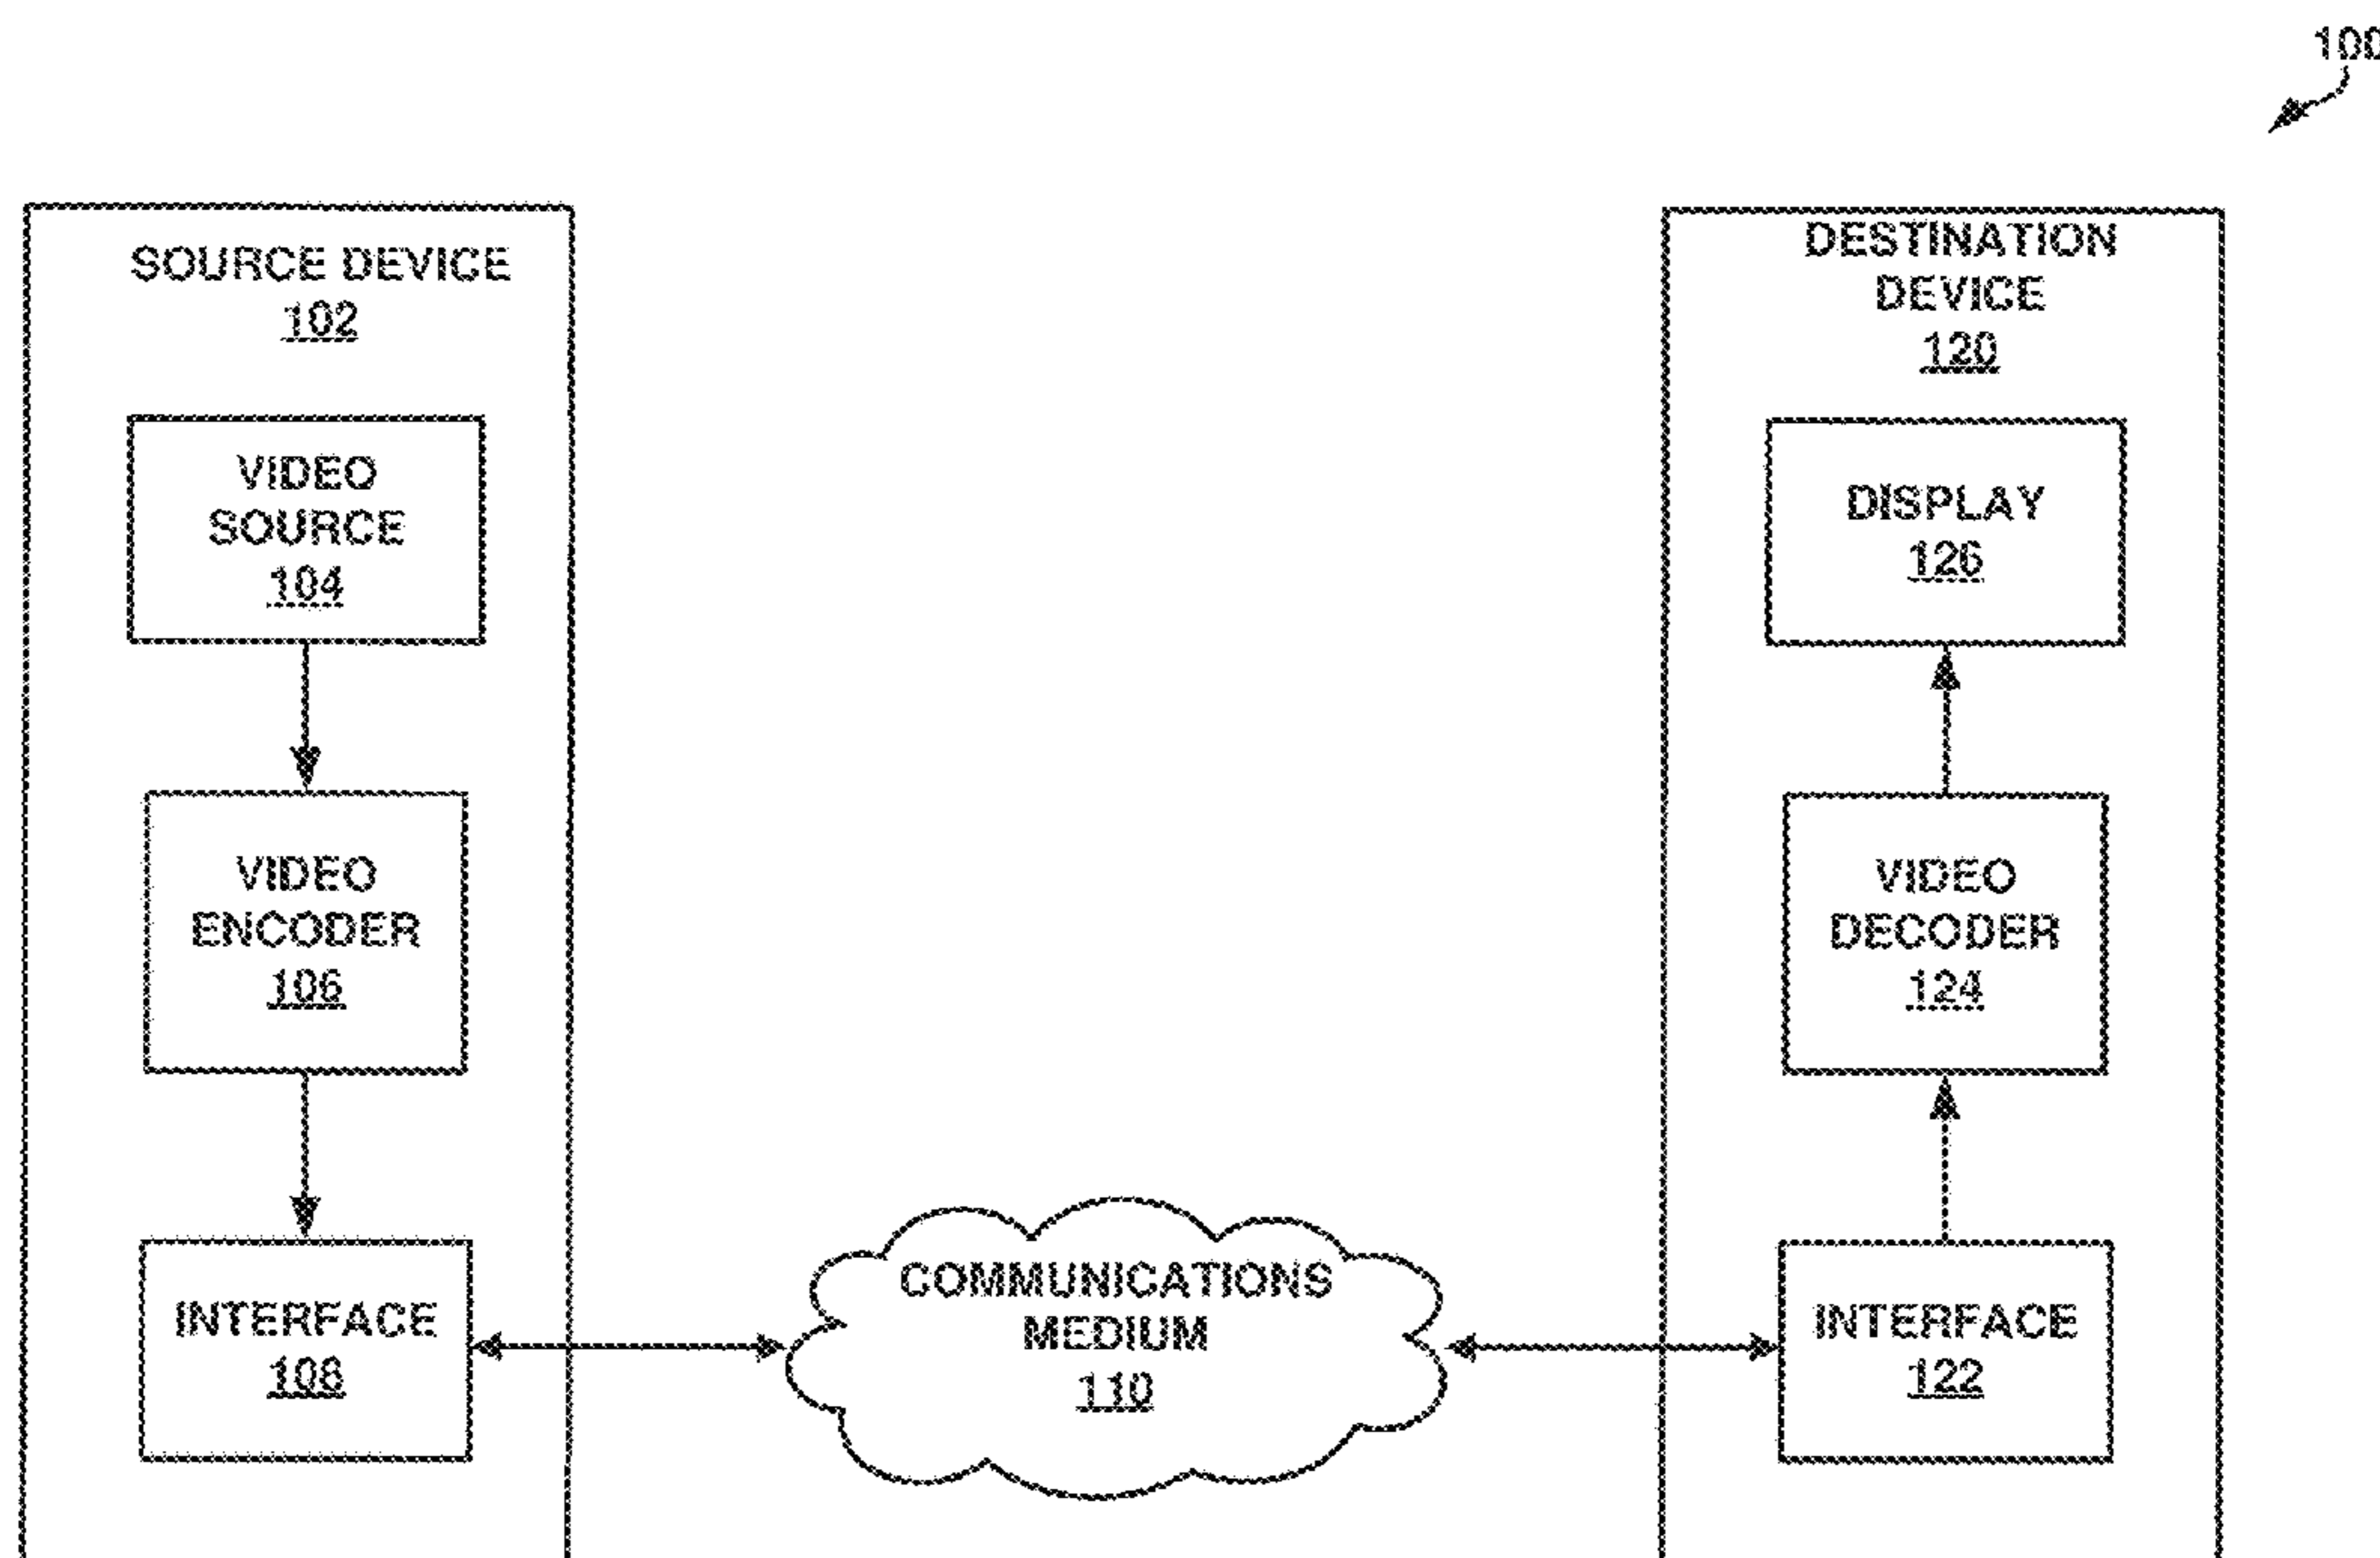 100
SOURCE DEVICE
102
VIDEO
SOURCE
104
VIDEO
ENCODER
106
INTERFACE
108
COMMUNICATIONS
MEDIUM
110
DESTINATION
DEVICE
120
DISPLAY
126
VIDEO
DECODER
124
INTERFACE
122